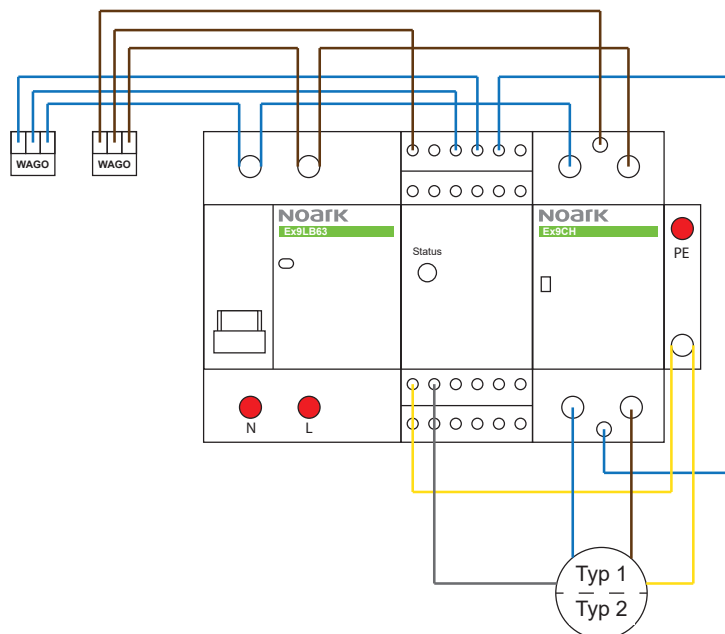 WAGO
WAGO
NOARK
Ex9LB63
NOARK
Ex9CH
Status
PE
N
L
Typ 1
Typ 2